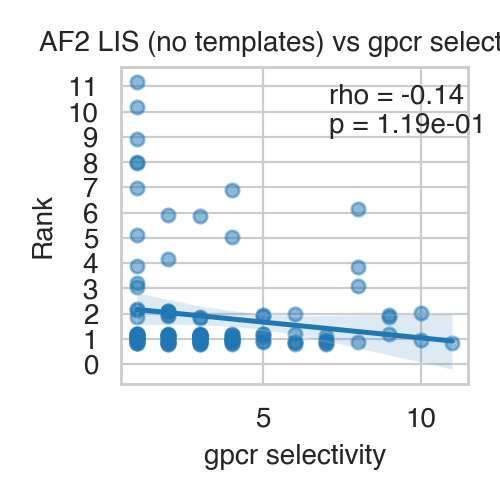 AF2 LIS (no templates) vs gpcr select
rho = -0.14
p = 1.19e-01
11
10
9
8
7
6
5
4
3
2
1
0
Rank
5 10
gpcr selectivity